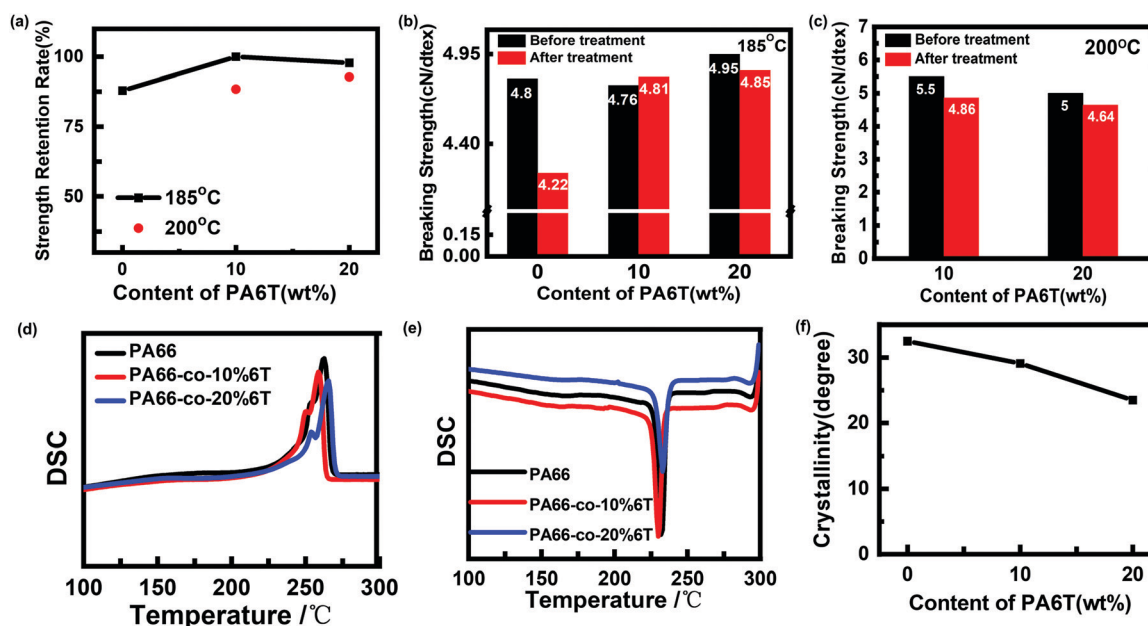 (a)
Strength Retention Rate(%)
100
75
50
185°C
200°C
0 10 20
Content of PA6T(wt%)
(b)
Breaking Strength(cN/dtex)
4.95
4.40
0.15
0.00
Before treatment
After treatment
185°C
4.8
4.22
4.76
4.81
4.95
4.85
0 10 20
Content of PA6T(wt%)
(c)
Breaking Strength(cN/dtex)
7
6
5
4
3
2
1
0
Before treatment
After treatment
200°C
5.5
4.86
5
4.64
10 20
Content of PA6T(wt%)
(d)
DSC
PA66
PA66-co-10%6T
PA66-co-20%6T
100 150 200 250 300
Temperature /℃
(e)
DSC
PA66
PA66-co-10%6T
PA66-co-20%6T
100 150 200 250 300
Temperature /℃
(f)
Crystallinity(degree)
30
20
10
0
0 10 20
Content of PA6T(wt%)